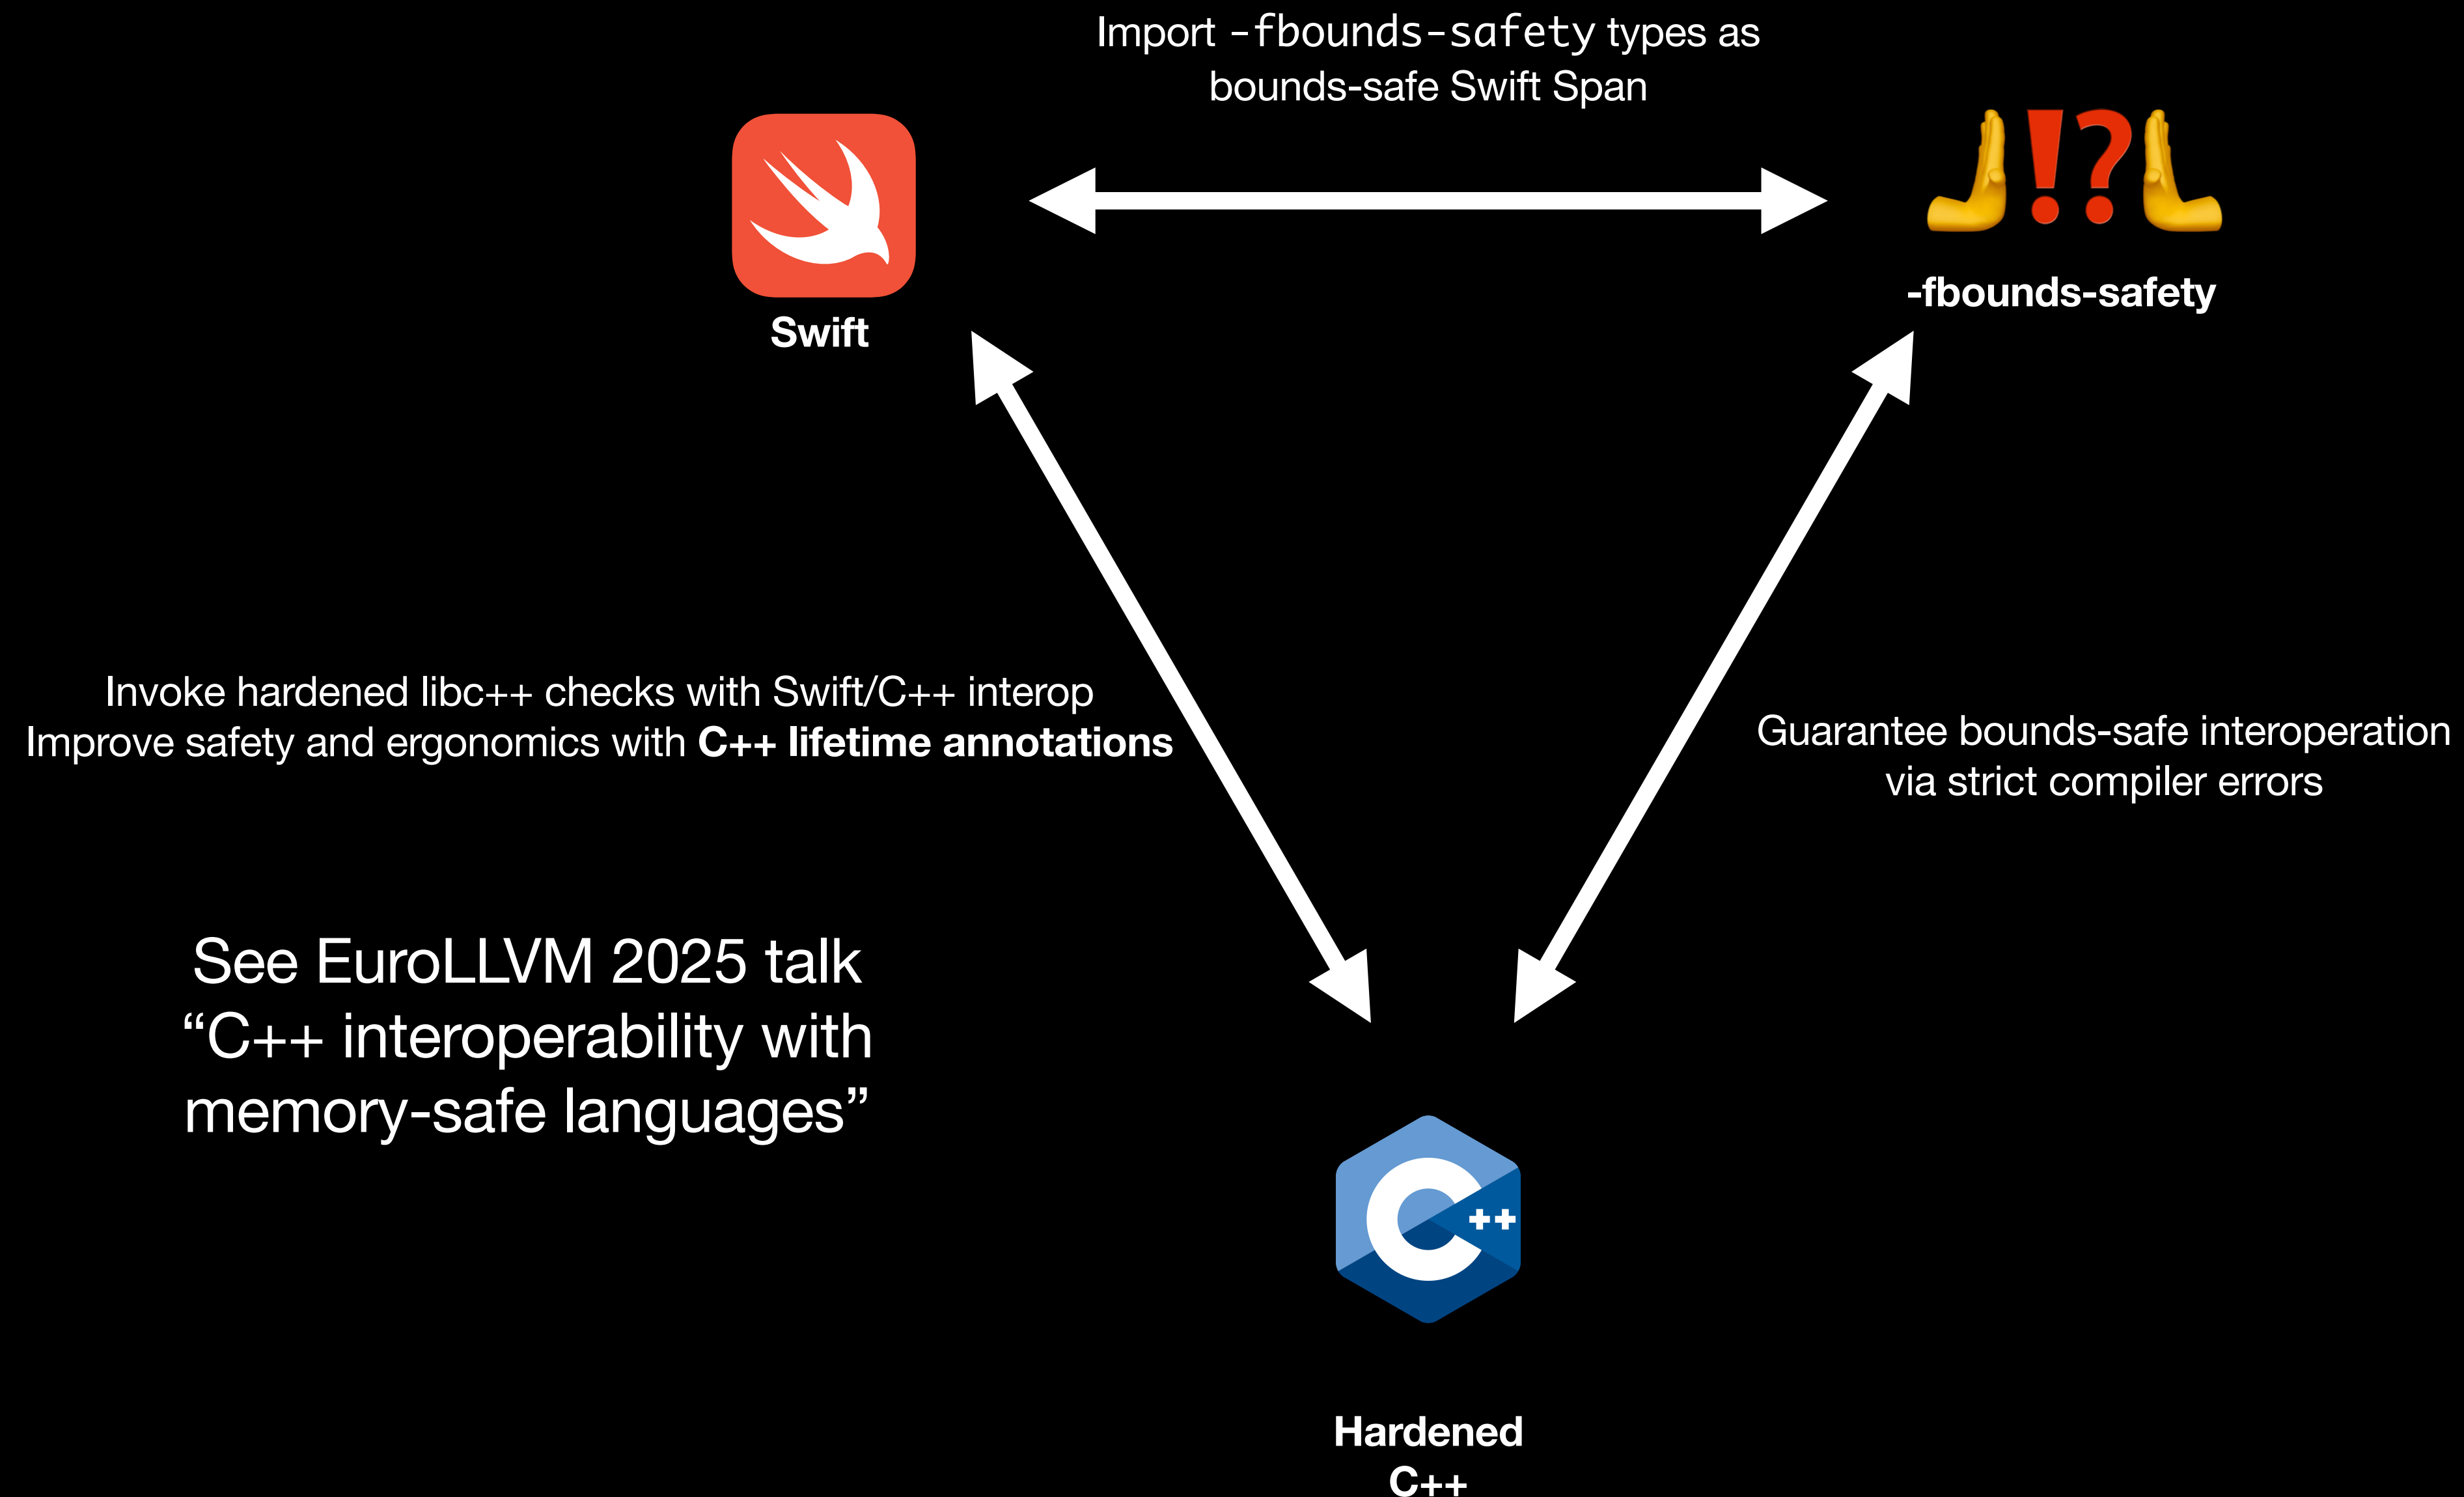 Import -fbounds-safety types as
bounds-safe Swift Span
‼?
-fbounds-safety
Swift
Invoke hardened libc++ checks with Swift/C++ interop
Improve safety and ergonomics with C++ lifetime annotations
Guarantee bounds-safe interoperation
via strict compiler errors
See EuroLLVM 2025 talk
“C++ interoperability with
memory-safe languages”
C++
Hardened
C++